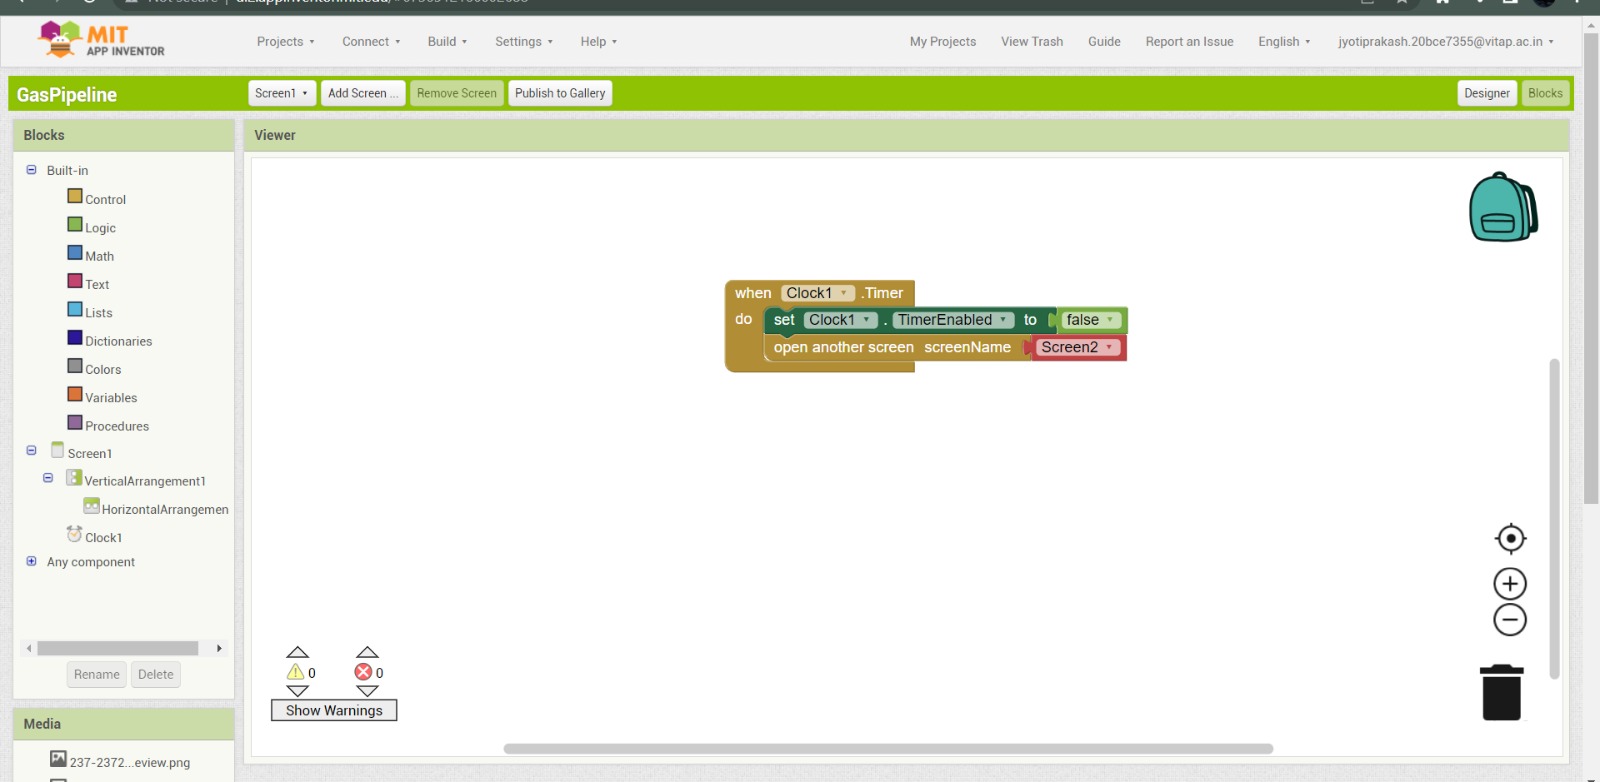 MIT
APP INVENTOR
Projects
Connect
Build
Settings
Help
My Projects
View Trash
Guide
Report an Issue
English
jyotiprakash.20bce7355@vitap.ac.in
GasPipeline
Screen1
Add Screen ...
Remove Screen
Publish to Gallery
Designer
Blocks
Blocks
Viewer
Built-in
Control
Logic
Math
Text
Lists
Dictionaries
Colors
Variables
Procedures
Screen1
VerticalArrangement1
HorizontalArrangemen
Clock1
Any component
Rename
Delete
Media
237-2372...eview.png
when Clock1 .Timer
do set Clock1 . TimerEnabled to false
open another screen screenName Screen2
0
0
Show Warnings